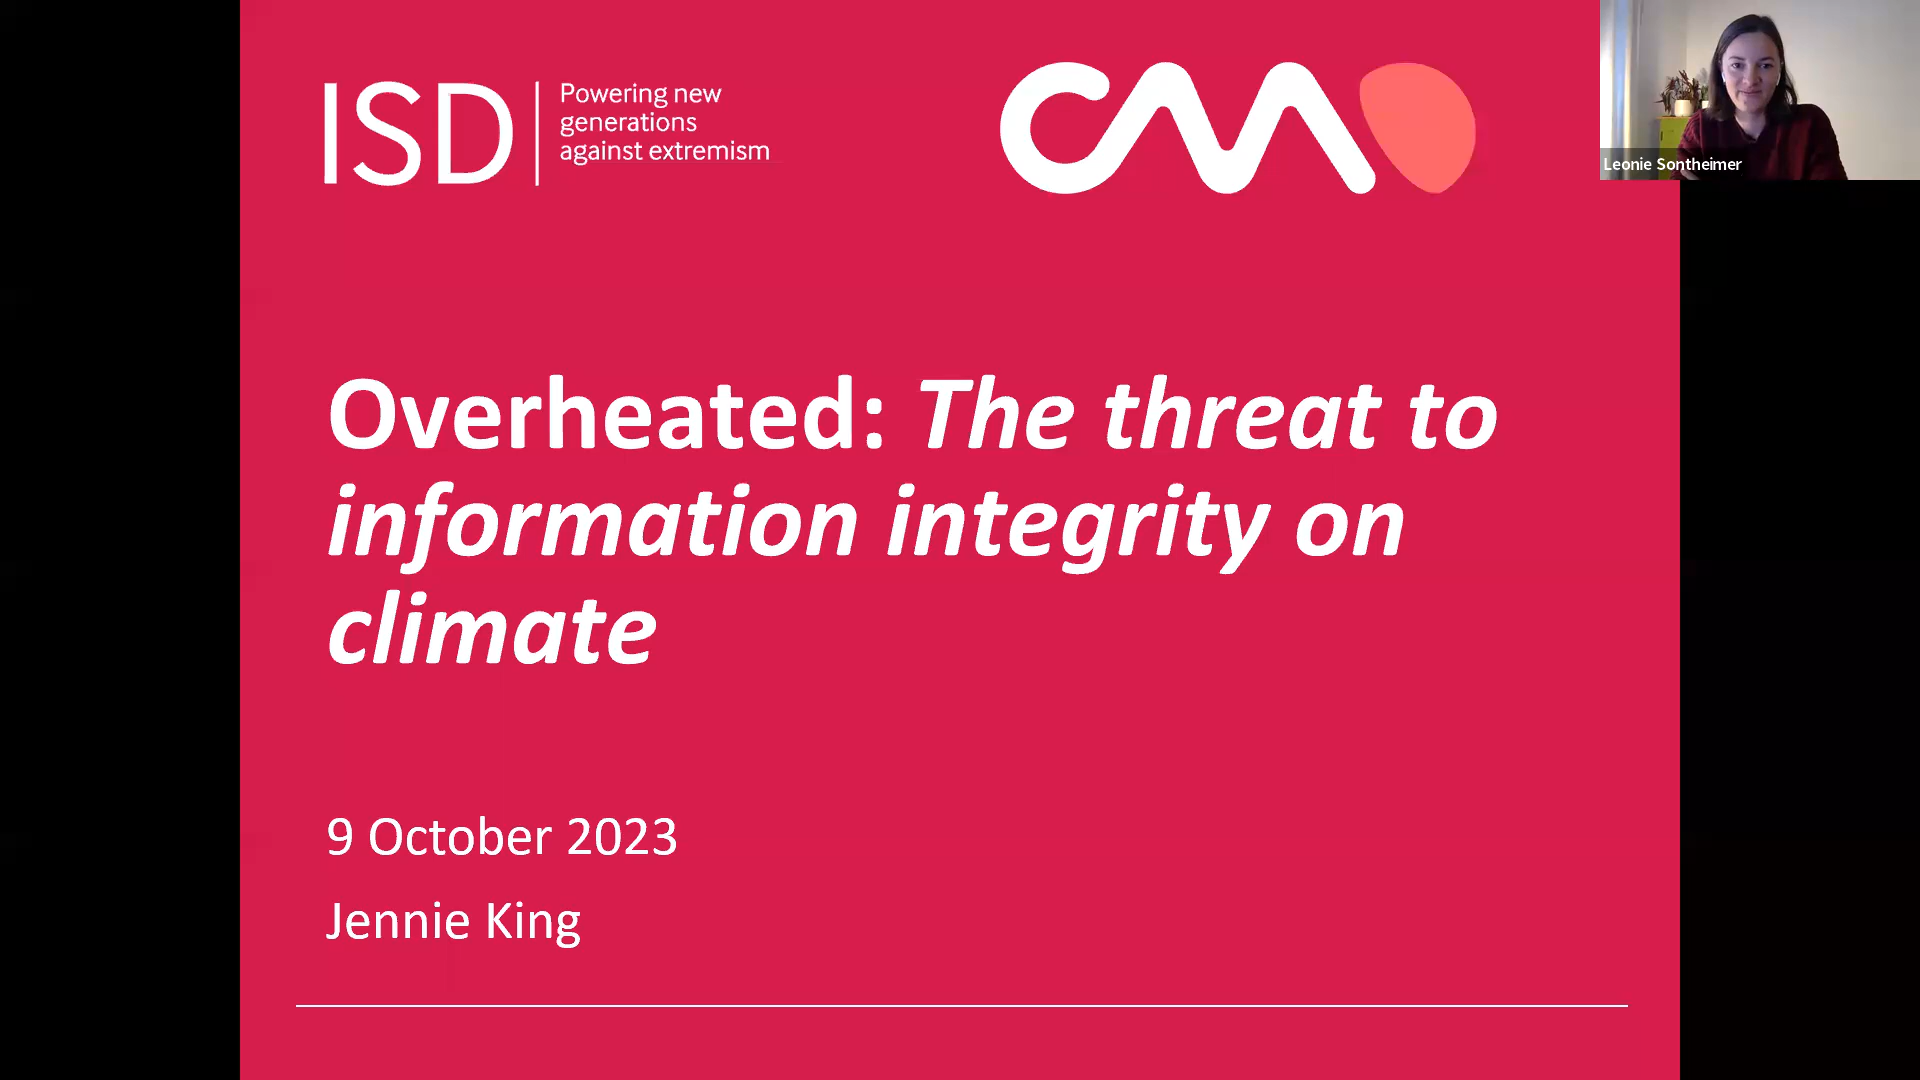 ISD
Powering new
generations
against extremism
CM
Leonie Sontheimer
Overheated: The threat to
information integrity on
climate
9 October 2023
Jennie King